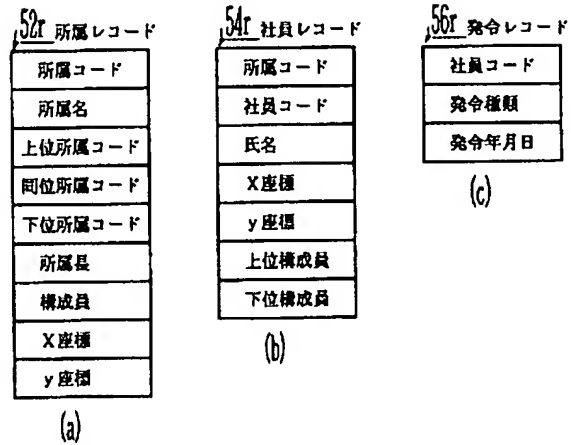 52r 所属レコード
所属コード
所属名
上位所属コード
同位所属コード
下位所属コード
所属長
構成員
X座標
y座標
(a)
54r 社員レコード
所属コード
社員コード
氏名
X座標
y座標
上位構成員
下位構成員
(b)
56r 発令レコード
社員コード
発令種類
発令年月日
(c)